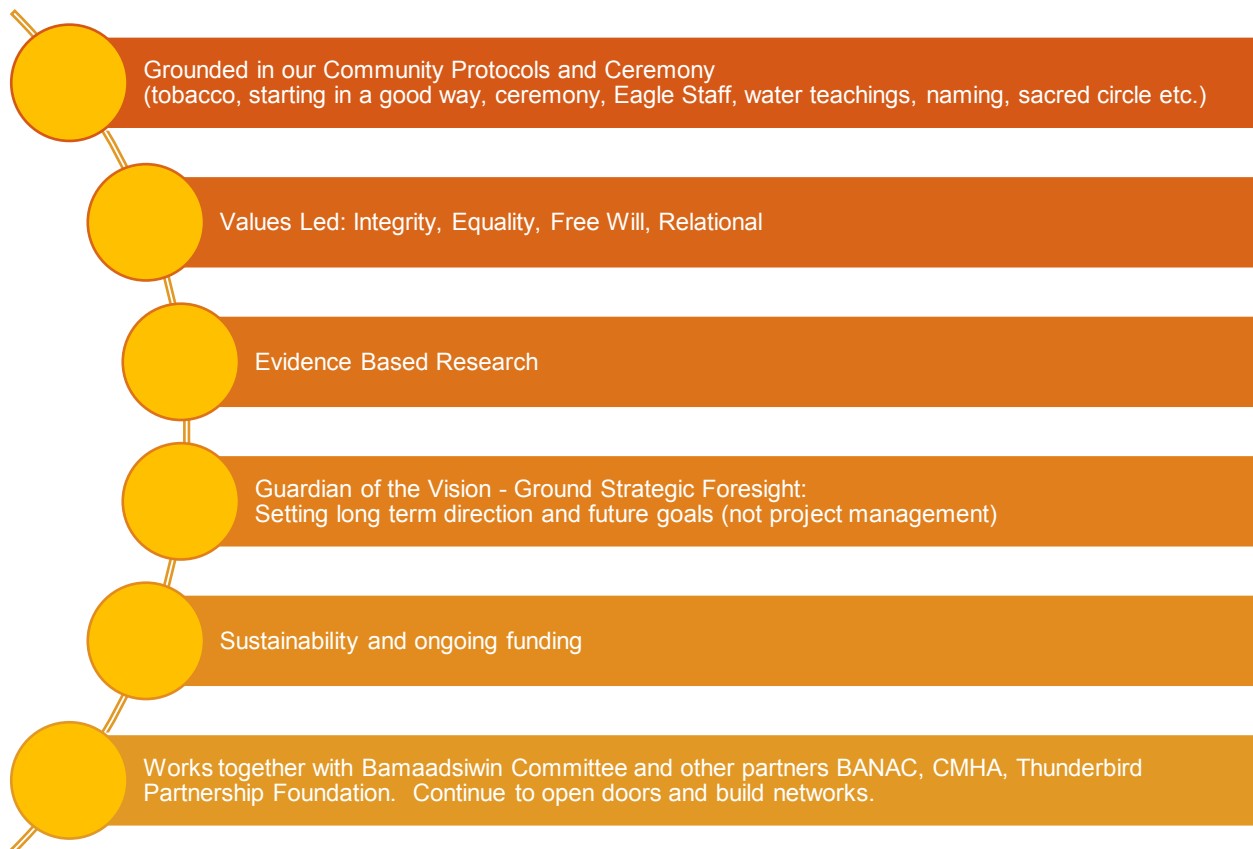 Grounded in our Community Protocols and Ceremony
(tobacco, starting in a good way, ceremony, Eagle Staff, water teachings, naming, sacred circle etc.)
Values Led: Integrity, Equality, Free Will, Relational
Evidence Based Research
Guardian of the Vision - Ground Strategic Foresight:
Setting long term direction and future goals (not project management)
Sustainability and ongoing funding
Works together with Bamaadsiwin Committee and other partners BANAC, CMHA, Thunderbird
Partnership Foundation.  Continue to open doors and build networks.